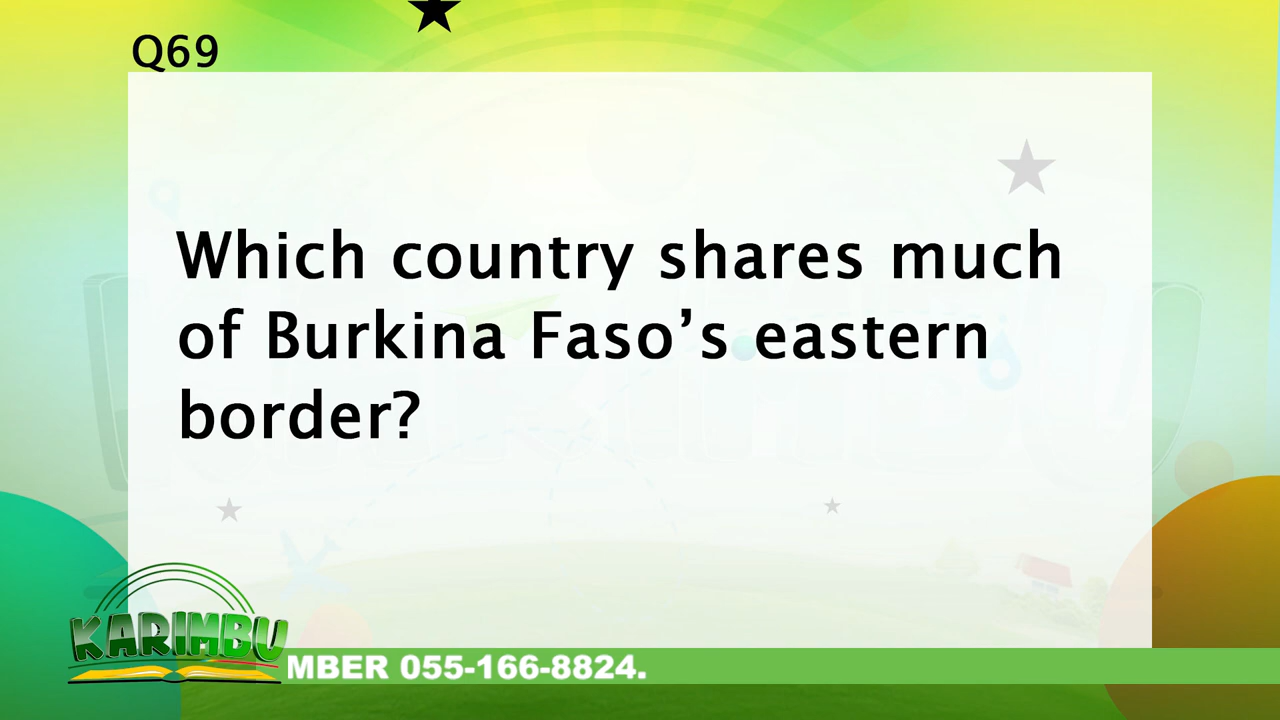 Q69
Which country shares much
of Burkina Faso’s eastern
border?
KARIMBU
MBER 055-166-8824.